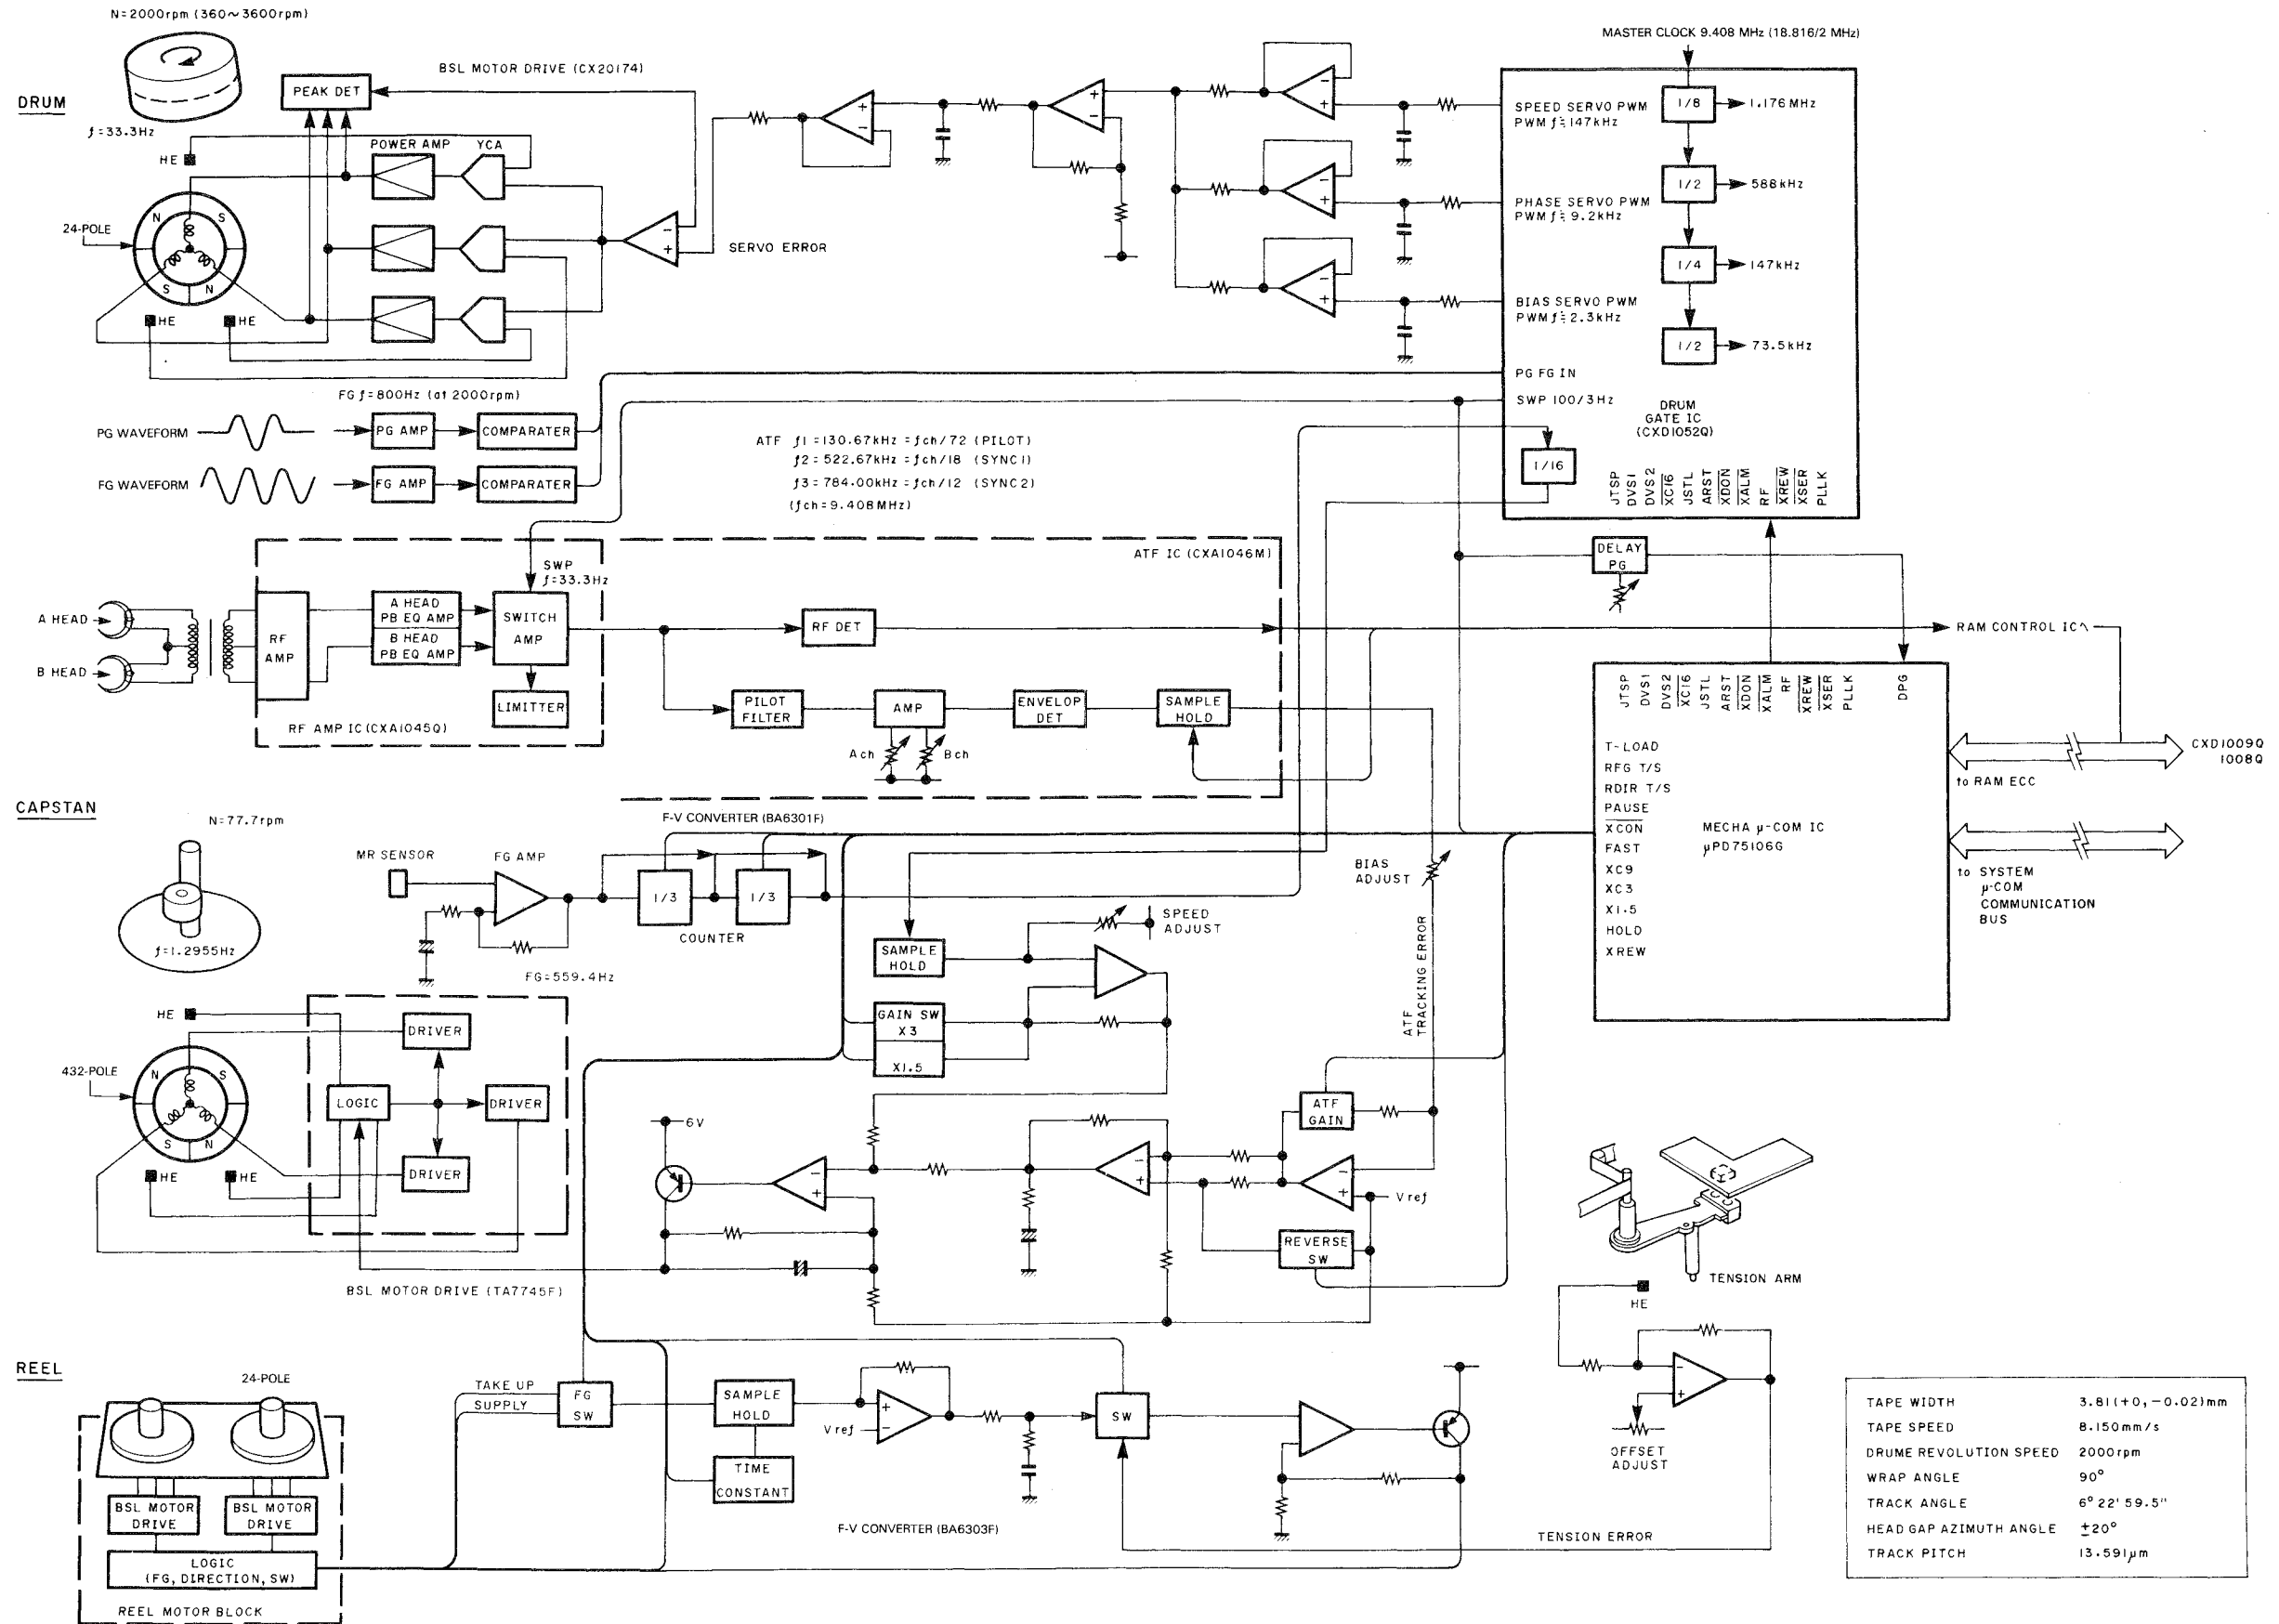 N=2000rpm (360~3600rpm)
DRUM
ƒ=33.3Hz
PEAK DET
BSL MOTOR DRIVE (CX20174)
POWER AMP
YCA
HE
24-POLE
N
S
S
N
HE
HE
SERVO ERROR
+
-
-
+
+
-
-
+
-
+
-
+
MASTER CLOCK 9.408 MHz (18.816/2 MHz)
SPEED SERVO PWM
PWM ƒ≒147kHz
PHASE SERVO PWM
PWM ƒ≒9.2kHz
BIAS SERVO PWM
PWM ƒ≒2.3kHz
1/8
1.176MHz
1/2
588kHz
1/4
147kHz
1/2
73.5kHz
PG FG IN
SWP 100/3Hz
DRUM
GATE IC
(CXD1052Q)
1/16
JTSP
DVS1
DVS2
XC16
JSTL
ARST
XDON
XALM
RF
XREW
XSER
PLLK
FG ƒ=800Hz (at 2000rpm)
PG WAVEFORM
PG AMP
COMPARATER
FG WAVEFORM
FG AMP
COMPARATER
ATF ƒ1=130.67kHz=ƒch/72 (PILOT)
ƒ2=522.67kHz=ƒch/18 (SYNC1)
ƒ3=784.00kHz=ƒch/12 (SYNC2)
(ƒch=9.408MHz)
A HEAD
B HEAD
RF
AMP
A HEAD
PB EQ AMP
B HEAD
PB EQ AMP
SWP
ƒ=33.3Hz
SWITCH
AMP
LIMITTER
RF AMP IC(CXA1045Q)
ATF IC (CXA1046M)
RF DET
PILOT
FILTER
AMP
Ach
Bch
ENVELOP
DET
SAMPLE
HOLD
DELAY
PG
RAM CONTROL ICへ
JTSP
DVS1
DVS2
XC16
JSTL
ARST
XDON
XALM
RF
XREW
XSER
PLLK
DPG
T-LOAD
RFG T/S
RDIR T/S
PAUSE
XCON
FAST
XC9
XC3
X1.5
HOLD
XREW
MECHA μ-COM IC
μPD75106G
CXD1009Q
1008Q
to RAM ECC
to SYSTEM
μ-COM
COMMUNICATION
BUS
CAPSTAN
N=77.7rpm
ƒ=1.2955Hz
MR SENSOR
FG AMP
F-V CONVERTER (BA6301F)
1/3
1/3
COUNTER
FG=559.4Hz
SAMPLE
HOLD
SPEED
ADJUST
GAIN SW
X3
X1.5
BIAS
ADJUST
ATF
TRACKING ERROR
HE
432-POLE
N
S
S
N
HE
HE
DRIVER
LOGIC
DRIVER
DRIVER
BSL MOTOR DRIVE (TA7745F)
6V
-
+
-
+
-
+
ATF
GAIN
Vref
REVERSE
SW
TENSION ARM
HE
-
+
OFFSET
ADJUST
TENSION ERROR
REEL
24-POLE
TAKE UP
SUPPLY
FG
SW
SAMPLE
HOLD
TIME
CONSTANT
Vref
+
-
SW
F-V CONVERTER (BA6303F)
BSL MOTOR
DRIVE
BSL MOTOR
DRIVE
LOGIC
(FG, DIRECTION, SW)
REEL MOTOR BLOCK
TAPE WIDTH 3.81(+0,-0.02)mm
TAPE SPEED 8.150mm/s
DRUME REVOLUTION SPEED 2000rpm
WRAP ANGLE 90°
TRACK ANGLE 6°22'59.5"
HEAD GAP AZIMUTH ANGLE ±20°
TRACK PITCH 13.591μm